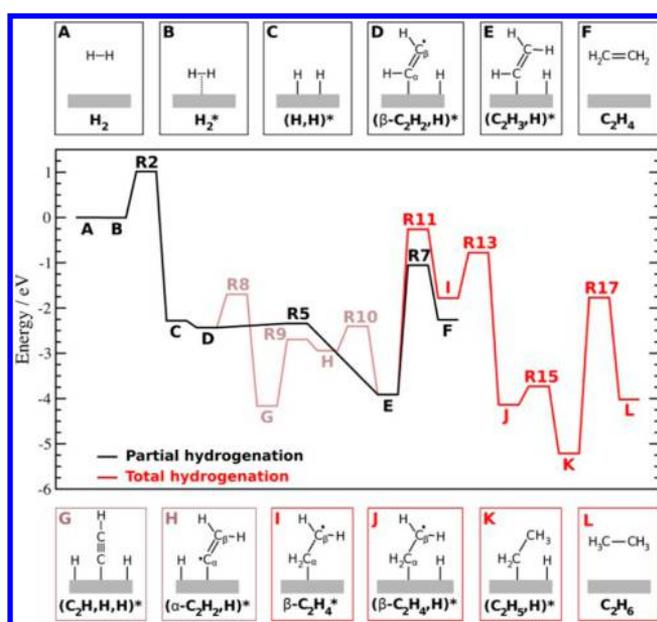 A
H–H
H₂
B
H–H
H₂*
C
H H
(H,H)*
D
H
C•β
H–Cα H
(β-C₂H₂,H)*
E
H
C–H
H–C H
(C₂H₃,H)*
F
H₂C=CH₂
C₂H₄
Energy / eV
1
0
-1
-2
-3
-4
-5
-6
A B
R2
C
D
R8
R9
G
R5
H
R10
E
R11
R7
I
F
R13
J
R15
K
R17
L
Partial hydrogenation
Total hydrogenation
G
H
C
≡
H C H
(C₂H,H,H)*
H
H
C
β–H
H •Cα
(α-C₂H₂,H)*
I
H •
Cβ–H
H₂Cα
β-C₂H₄*
J
H •
Cβ–H
H₂Cα H
(β-C₂H₄,H)*
K
CH₃
H₂C H
(C₂H₅,H)*
L
H₃C–CH₃
C₂H₆